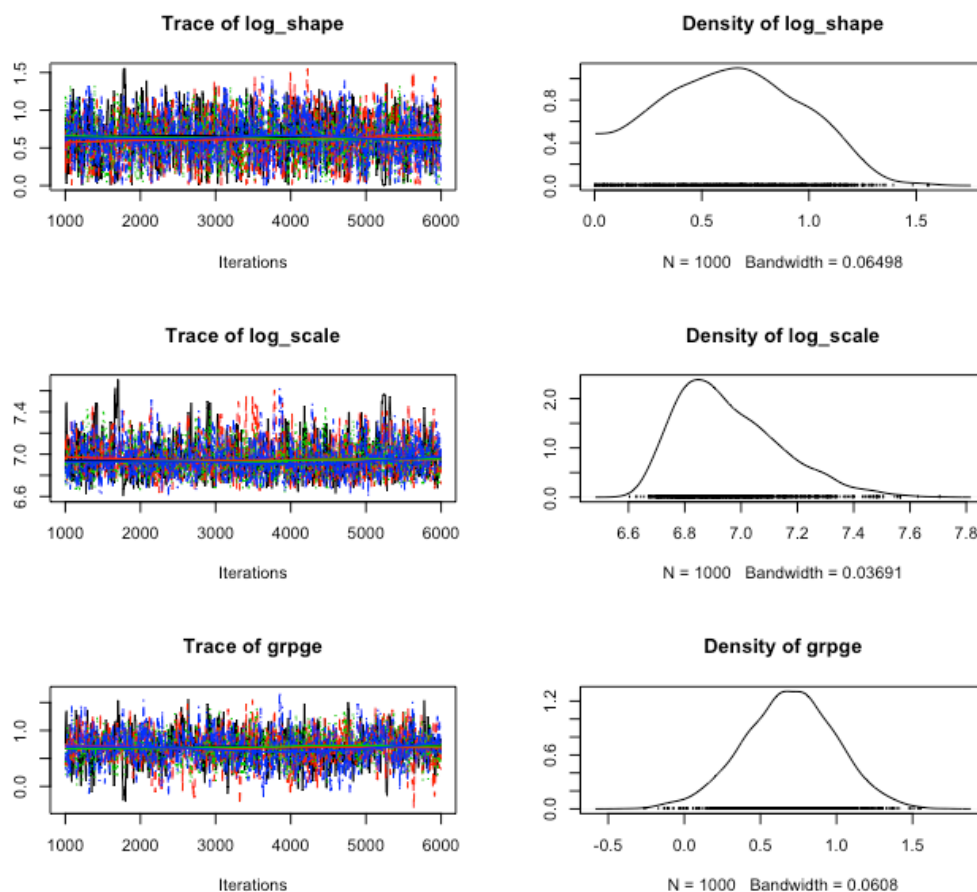 Trace of log_shape
0.0 0.5 1.0 1.5
1000 2000 3000 4000 5000 6000
Iterations
Density of log_shape
0.0 0.4 0.8
0.0 0.5 1.0 1.5
N = 1000 Bandwidth = 0.06498
Trace of log_scale
6.6 7.0 7.4
1000 2000 3000 4000 5000 6000
Iterations
Density of log_scale
0.0 1.0 2.0
6.6 6.8 7.0 7.2 7.4 7.6 7.8
N = 1000 Bandwidth = 0.03691
Trace of grpge
0.0 1.0
1000 2000 3000 4000 5000 6000
Iterations
Density of grpge
0.0 0.6 1.2
-0.5 0.0 0.5 1.0 1.5
N = 1000 Bandwidth = 0.0608